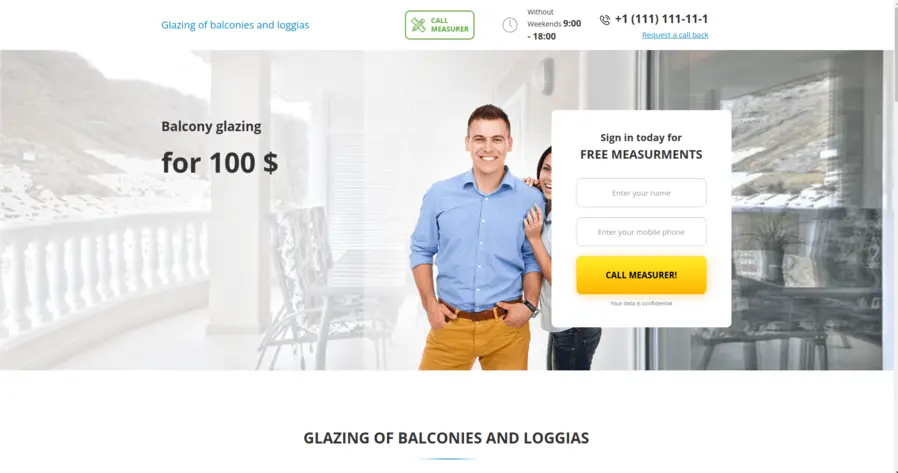 Glazing of balconies and loggias
CALL
MEASURER
Without
Weekends 9:00
- 18:00
+1 (111) 111-11-1
Request a call back
Balcony glazing
for 100 $
Sign in today for
FREE MEASURMENTS
Enter your name
Enter your mobile phone
CALL MEASURER!
Your data is confidential
GLAZING OF BALCONIES AND LOGGIAS